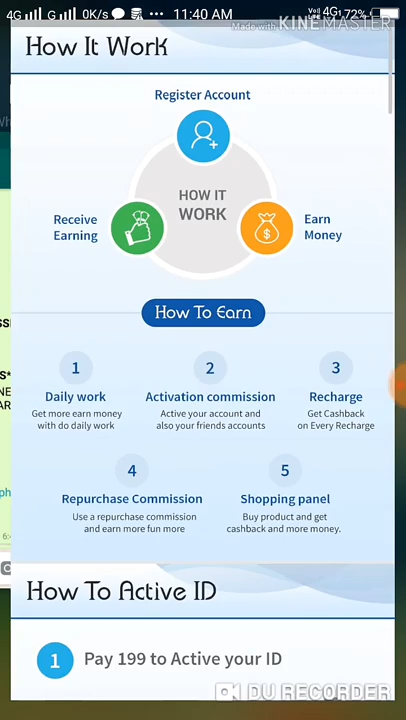 4G G 0K/s 11:40 AM 4G 72%
Made with KINEMASTER
How It Work
Register Account
HOW IT
WORK
Receive
Earning
Earn
Money
How To Earn
1
2
3
Daily work
Activation commission
Recharge
Get more earn money
with do daily work
Active your account and
also your friends accounts
Get Cashback
on Every Recharge
4
5
Repurchase Commission
Shopping panel
Use a repurchase commission
and earn more fun more
Buy product and get
cashback and more money.
How To Active ID
1 Pay 199 to Active your ID
DU RECORDER